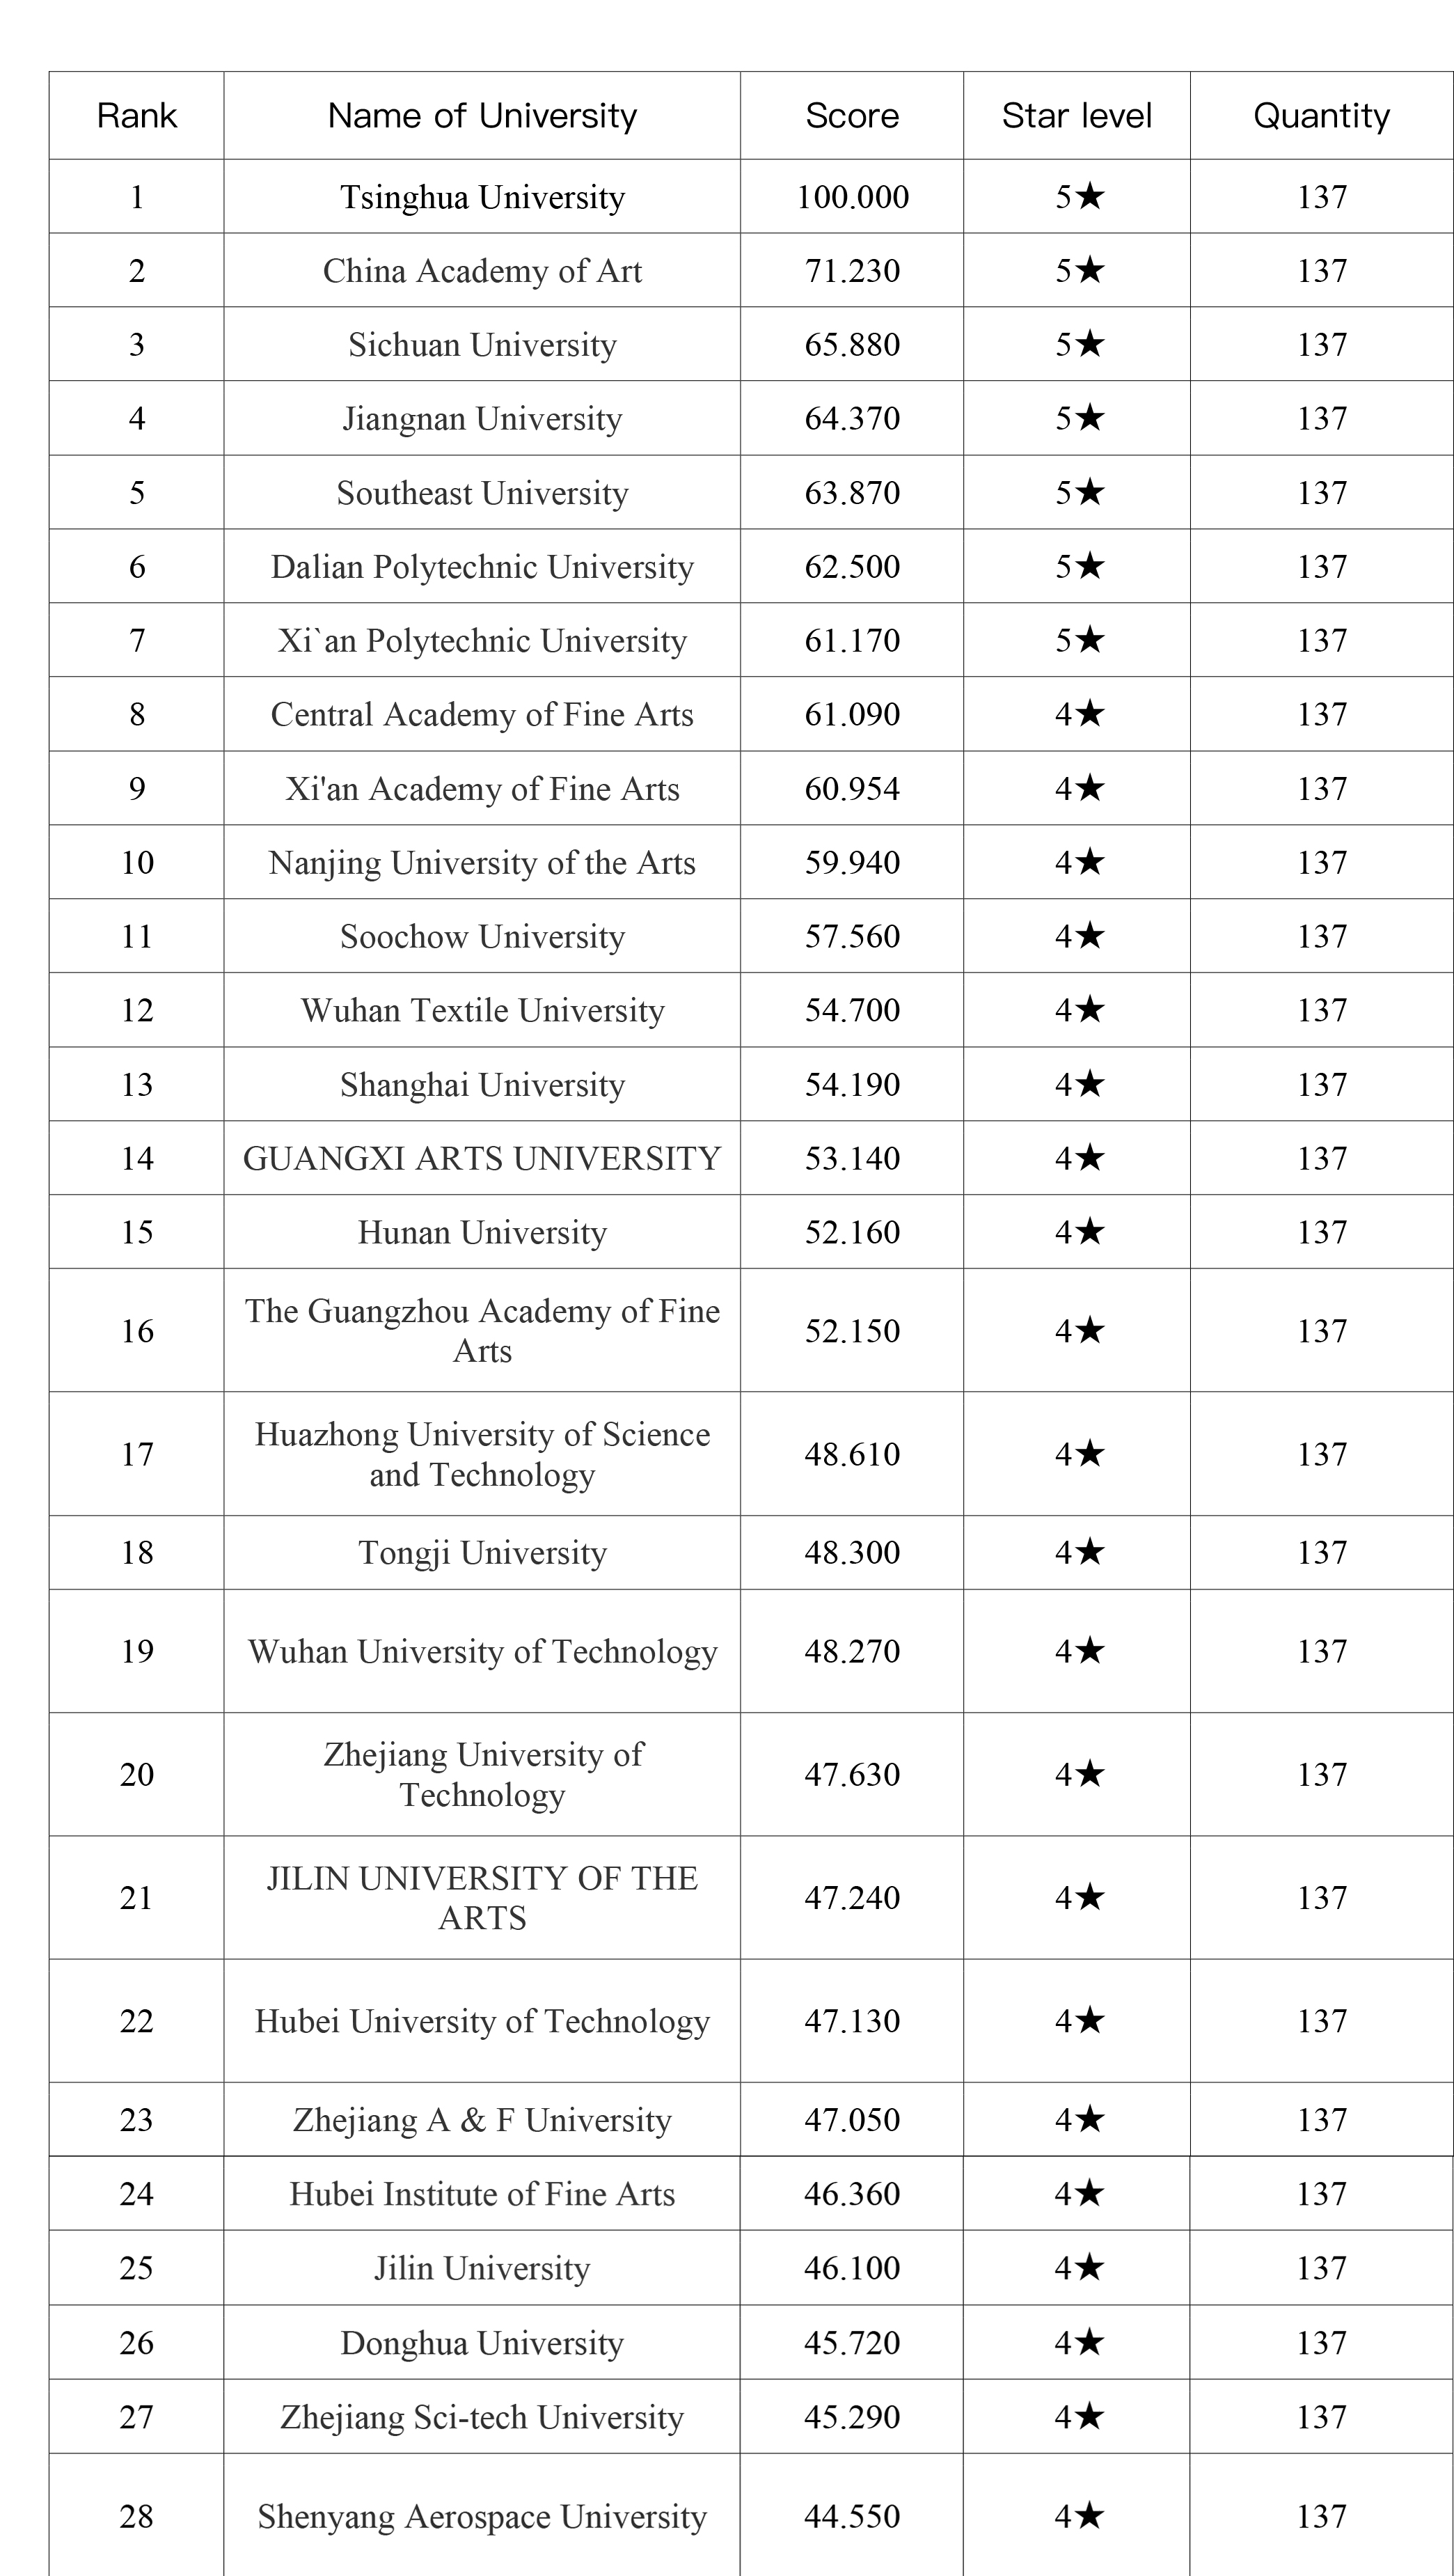 Rank Name of University Score Star level Quantity
1 Tsinghua University 100.000 5★ 137
2 China Academy of Art 71.230 5★ 137
3 Sichuan University 65.880 5★ 137
4 Jiangnan University 64.370 5★ 137
5 Southeast University 63.870 5★ 137
6 Dalian Polytechnic University 62.500 5★ 137
7 Xi`an Polytechnic University 61.170 5★ 137
8 Central Academy of Fine Arts 61.090 4★ 137
9 Xi'an Academy of Fine Arts 60.954 4★ 137
10 Nanjing University of the Arts 59.940 4★ 137
11 Soochow University 57.560 4★ 137
12 Wuhan Textile University 54.700 4★ 137
13 Shanghai University 54.190 4★ 137
14 GUANGXI ARTS UNIVERSITY 53.140 4★ 137
15 Hunan University 52.160 4★ 137
16 The Guangzhou Academy of Fine
Arts 52.150 4★ 137
17 Huazhong University of Science
and Technology 48.610 4★ 137
18 Tongji University 48.300 4★ 137
19 Wuhan University of Technology 48.270 4★ 137
20 Zhejiang University of
Technology 47.630 4★ 137
21 JILIN UNIVERSITY OF THE
ARTS 47.240 4★ 137
22 Hubei University of Technology 47.130 4★ 137
23 Zhejiang A & F University 47.050 4★ 137
24 Hubei Institute of Fine Arts 46.360 4★ 137
25 Jilin University 46.100 4★ 137
26 Donghua University 45.720 4★ 137
27 Zhejiang Sci-tech University 45.290 4★ 137
28 Shenyang Aerospace University 44.550 4★ 137